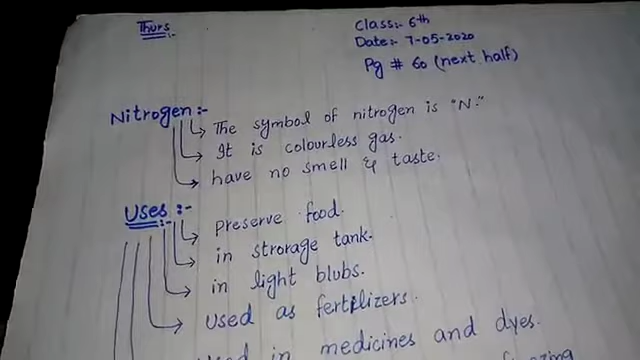 Thurs:-
Class:- 6th
Date:- 7-05-2020
Pg # 60 (next half)
Nitrogen:-
The symbol of nitrogen is "N."
It is colourless gas.
have no smell & taste.
Uses:-
preserve food.
in strorage tank.
in light blubs.
used as fertilizers.
used in medicines and dyes.